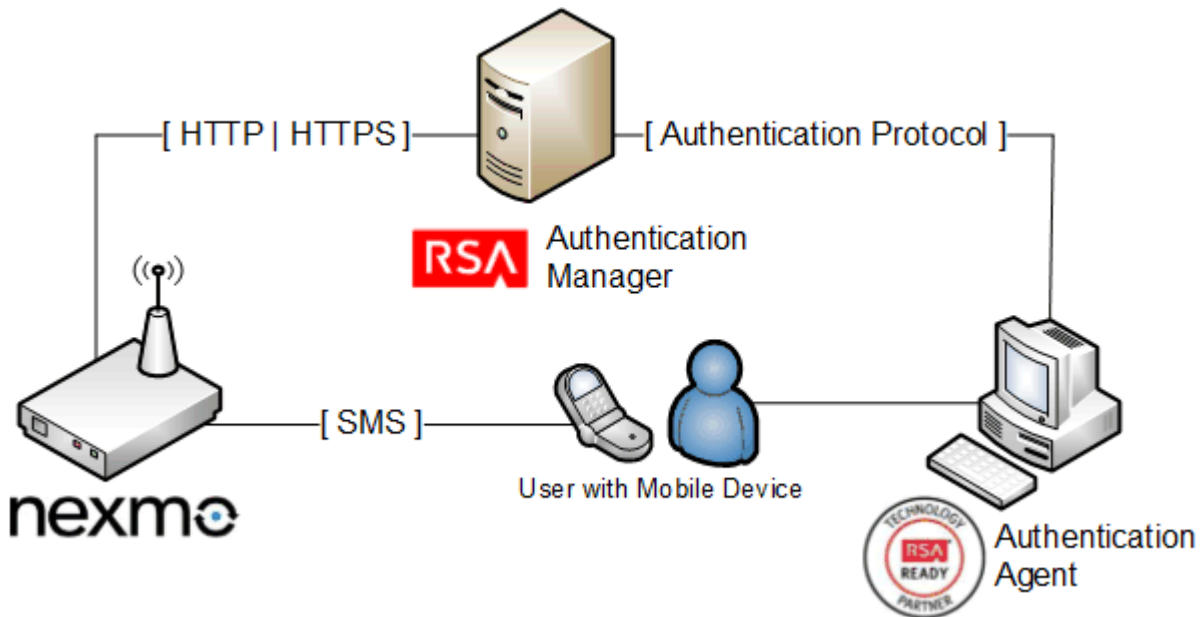 [ HTTP | HTTPS ]
[ Authentication Protocol ]
RSA
Authentication
Manager
[ SMS ]
User with Mobile Device
nexmo
TECHNOLOGY
RSA
READY
PARTNER
Authentication
Agent